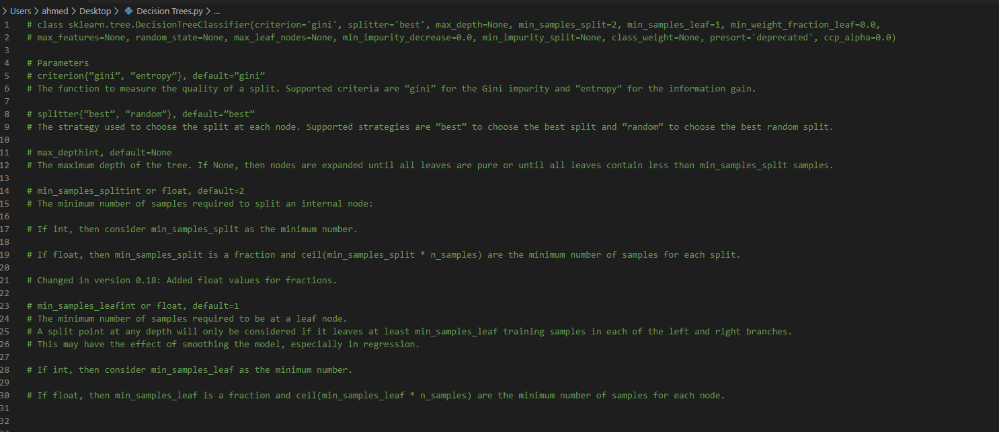 Users > ahmed > Desktop > Decision Trees.py > ...
1 # class sklearn.tree.DecisionTreeClassifier(criterion='gini', splitter='best', max_depth=None, min_samples_split=2, min_samples_leaf=1, min_weight_fraction_leaf=0.0,
2 # max_features=None, random_state=None, max_leaf_nodes=None, min_impurity_decrease=0.0, min_impurity_split=None, class_weight=None, presort='deprecated', ccp_alpha=0.0)
3
4 # Parameters
5 # criterion{“gini”, “entropy”}, default=”gini”
6 # The function to measure the quality of a split. Supported criteria are “gini” for the Gini impurity and “entropy” for the information gain.
7
8 # splitter{“best”, “random”}, default=”best”
9 # The strategy used to choose the split at each node. Supported strategies are “best” to choose the best split and “random” to choose the best random split.
10
11 # max_depthint, default=None
12 # The maximum depth of the tree. If None, then nodes are expanded until all leaves are pure or until all leaves contain less than min_samples_split samples.
13
14 # min_samples_splitint or float, default=2
15 # The minimum number of samples required to split an internal node:
16
17 # If int, then consider min_samples_split as the minimum number.
18
19 # If float, then min_samples_split is a fraction and ceil(min_samples_split * n_samples) are the minimum number of samples for each split.
20
21 # Changed in version 0.18: Added float values for fractions.
22
23 # min_samples_leafint or float, default=1
24 # The minimum number of samples required to be at a leaf node.
25 # A split point at any depth will only be considered if it leaves at least min_samples_leaf training samples in each of the left and right branches.
26 # This may have the effect of smoothing the model, especially in regression.
27
28 # If int, then consider min_samples_leaf as the minimum number.
29
30 # If float, then min_samples_leaf is a fraction and ceil(min_samples_leaf * n_samples) are the minimum number of samples for each node.
31
32